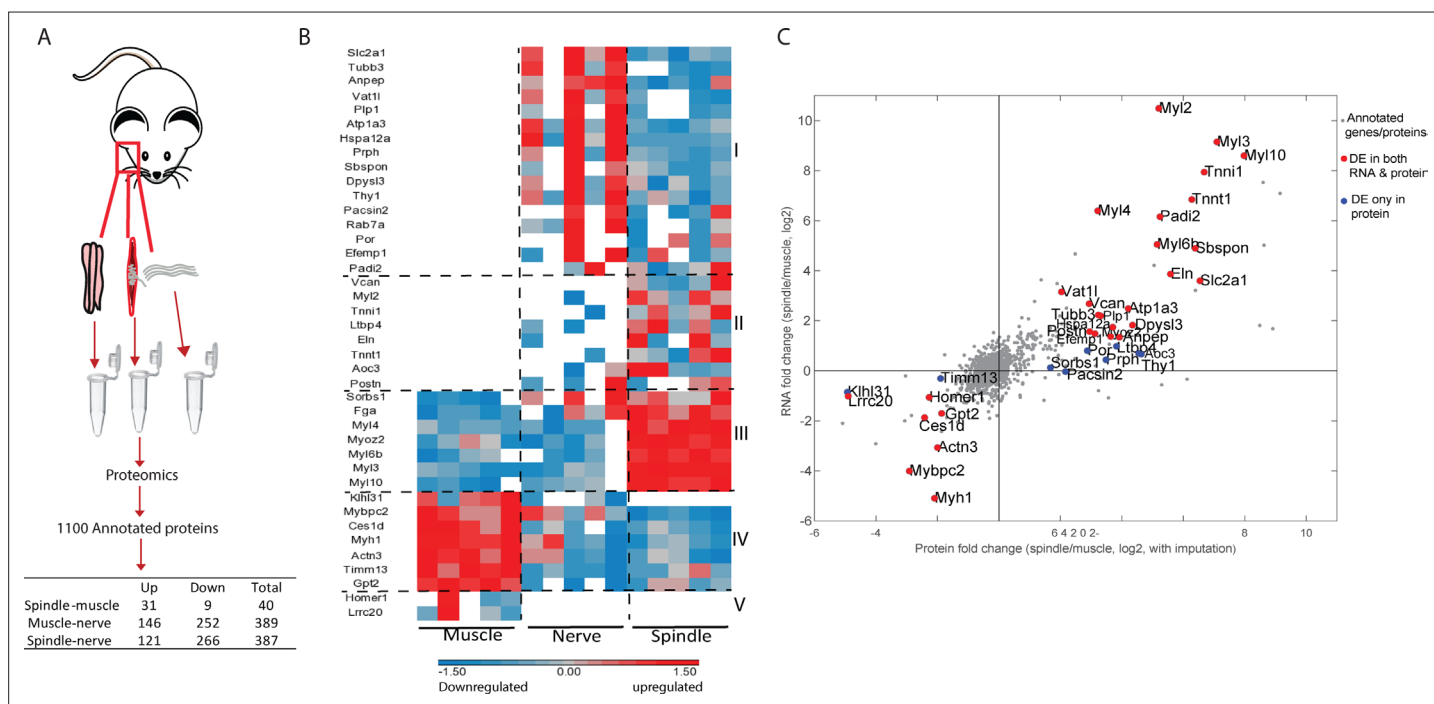 A
Proteomics
1100 Annotated proteins
Up Down Total
Spindle-muscle 31 9 40
Muscle-nerve 146 252 389
Spindle-nerve 121 266 387
B
Slc2a1
Tubb3
Anpep
Vat1l
Plp1
Atp1a3
Hspa12a
Prph
Sbspon
Dpysl3
Thy1
Pacsin2
Rab7a
Por
Efemp1
Padi2
Vcan
Myl2
Tnni1
Ltbp4
Eln
Tnnt1
Aoc3
Postn
Sorbs1
Fga
Myl4
Myoz2
Myl6b
Myl3
Myl10
Klhl31
Mybpc2
Ces1d
Myh1
Actn3
Timm13
Gpt2
Homer1
Lrrc20
I
II
III
IV
V
Muscle Nerve Spindle
-1.50 0.00 1.50
Downregulated upregulated
C
RNA fold change (spindle/muscle, log2)
10
8
6
4
2
0
-2
-4
-6
Myl2
Myl3
Myl10
Tnni1
Tnnt1
Myl4
Padi2
Myl6b
Sbspon
Eln
Slc2a1
Vat1l
Vcan
Atp1a3
Tubb3
Plp1
Hspa12a
Dpysl3
Postn
Myoz2
Efemp1
Anpep
Por
Ltbp4
Aoc3
Sorbs1
Prph
Thy1
Pacsin2
Timm13
Klhl31
Lrrc20
Homer1
Gpt2
Ces1d
Actn3
Mybpc2
Myh1
-6 -4 6 4 2 0 2- 8 10
Protein fold change (spindle/muscle, log2, with imputation)
Annotated
genes/proteins
DE in both
RNA & protein
DE ony in
protein